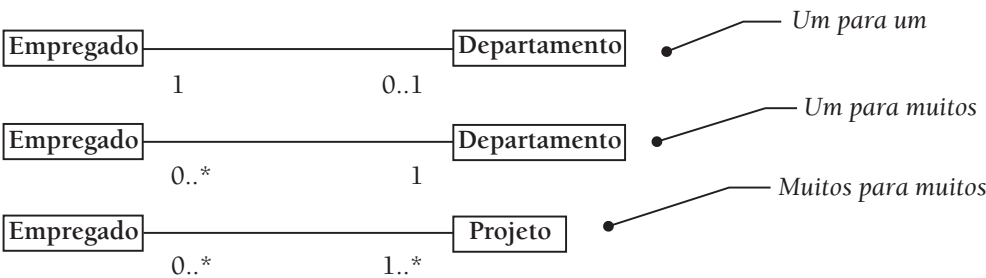 Um para um
Empregado Departamento
1 0..1
Um para muitos
Empregado Departamento
0..* 1
Muitos para muitos
Empregado Projeto
0..* 1..*